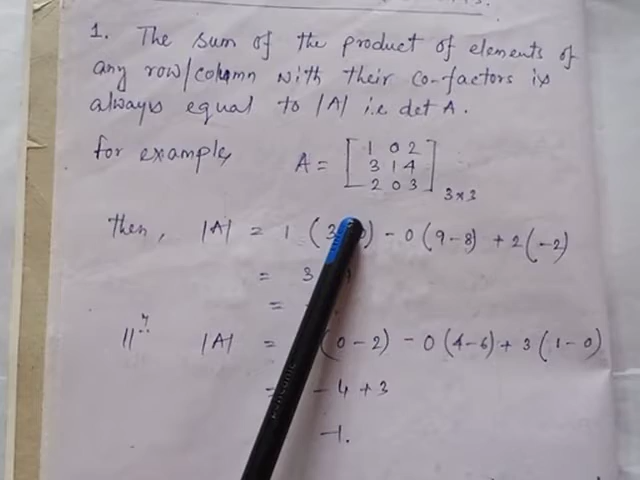 1. The sum of the product of elements of
any row/column with their co-factors is
always equal to |A| i.e det A.
for example, A = [ 1 0 2
3 1 4
2 0 3 ] 3×3
then, |A| = 1 (3 ) - 0 (9-8) + 2(-2)
= 3
=
||ly |A| = (0-2) - 0 (4-6) + 3 (1-0)
= -4 + 3
-1.